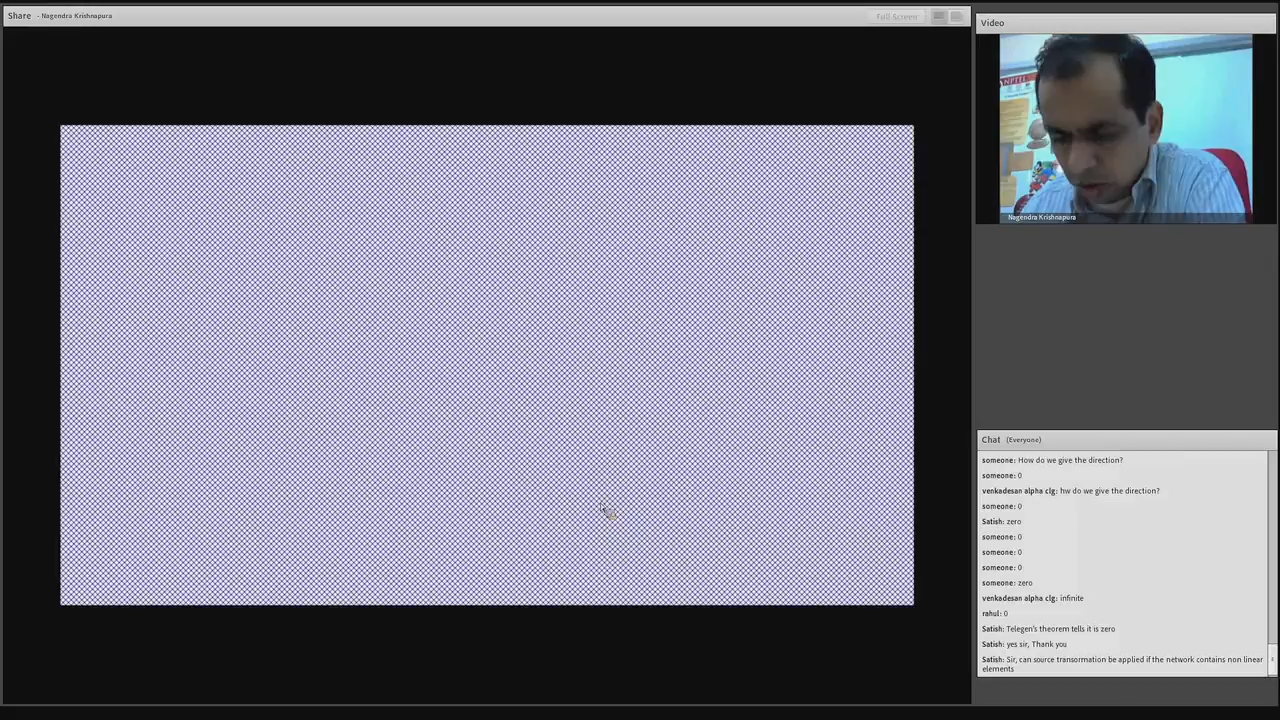 Share - Nagendra Krishnapura
Full Screen
Video
NPTEL
Nagendra Krishnapura
Chat (Everyone)
someone: How do we give the direction?
someone: 0
venkadesan alpha clg: hw do we give the direction?
someone: 0
Satish: zero
someone: 0
someone: 0
someone: 0
someone: zero
venkadesan alpha clg: infinite
rahul: 0
Satish: Telegen's theorem tells it is zero
Satish: yes sir, Thank you
Satish: Sir, can source transormation be applied if the network contains non linear
elements